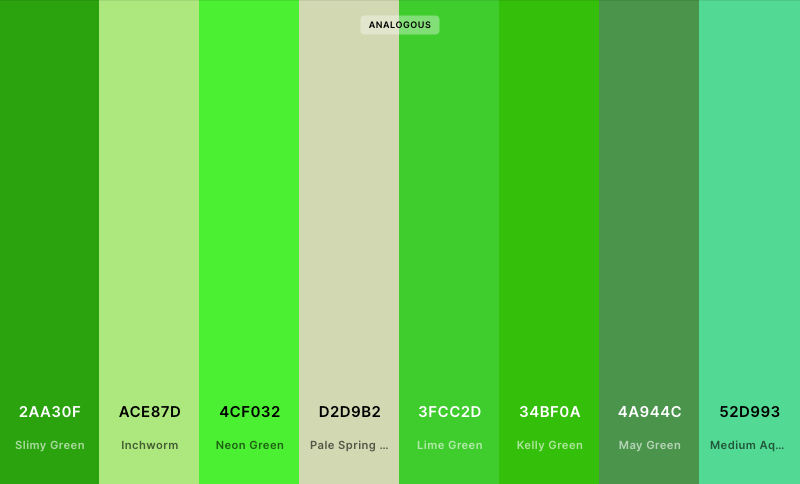 ANALOGOUS
2AA30F
Slimy Green
ACE87D
Inchworm
4CF032
Neon Green
D2D9B2
Pale Spring ...
3FCC2D
Lime Green
34BF0A
Kelly Green
4A944C
May Green
52D993
Medium Aq...